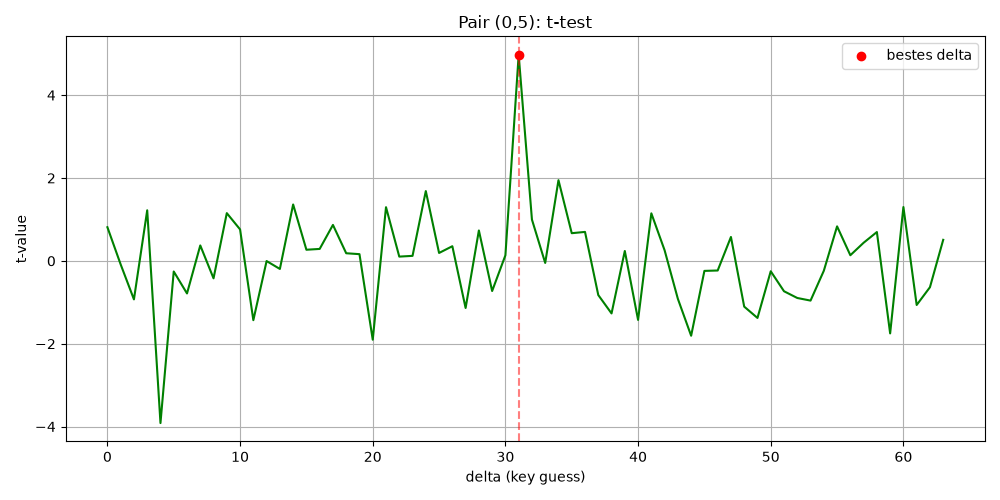 Pair (0,5): t-test
bestes delta
t-value
4
2
0
−2
−4
0 10 20 30 40 50 60
delta (key guess)